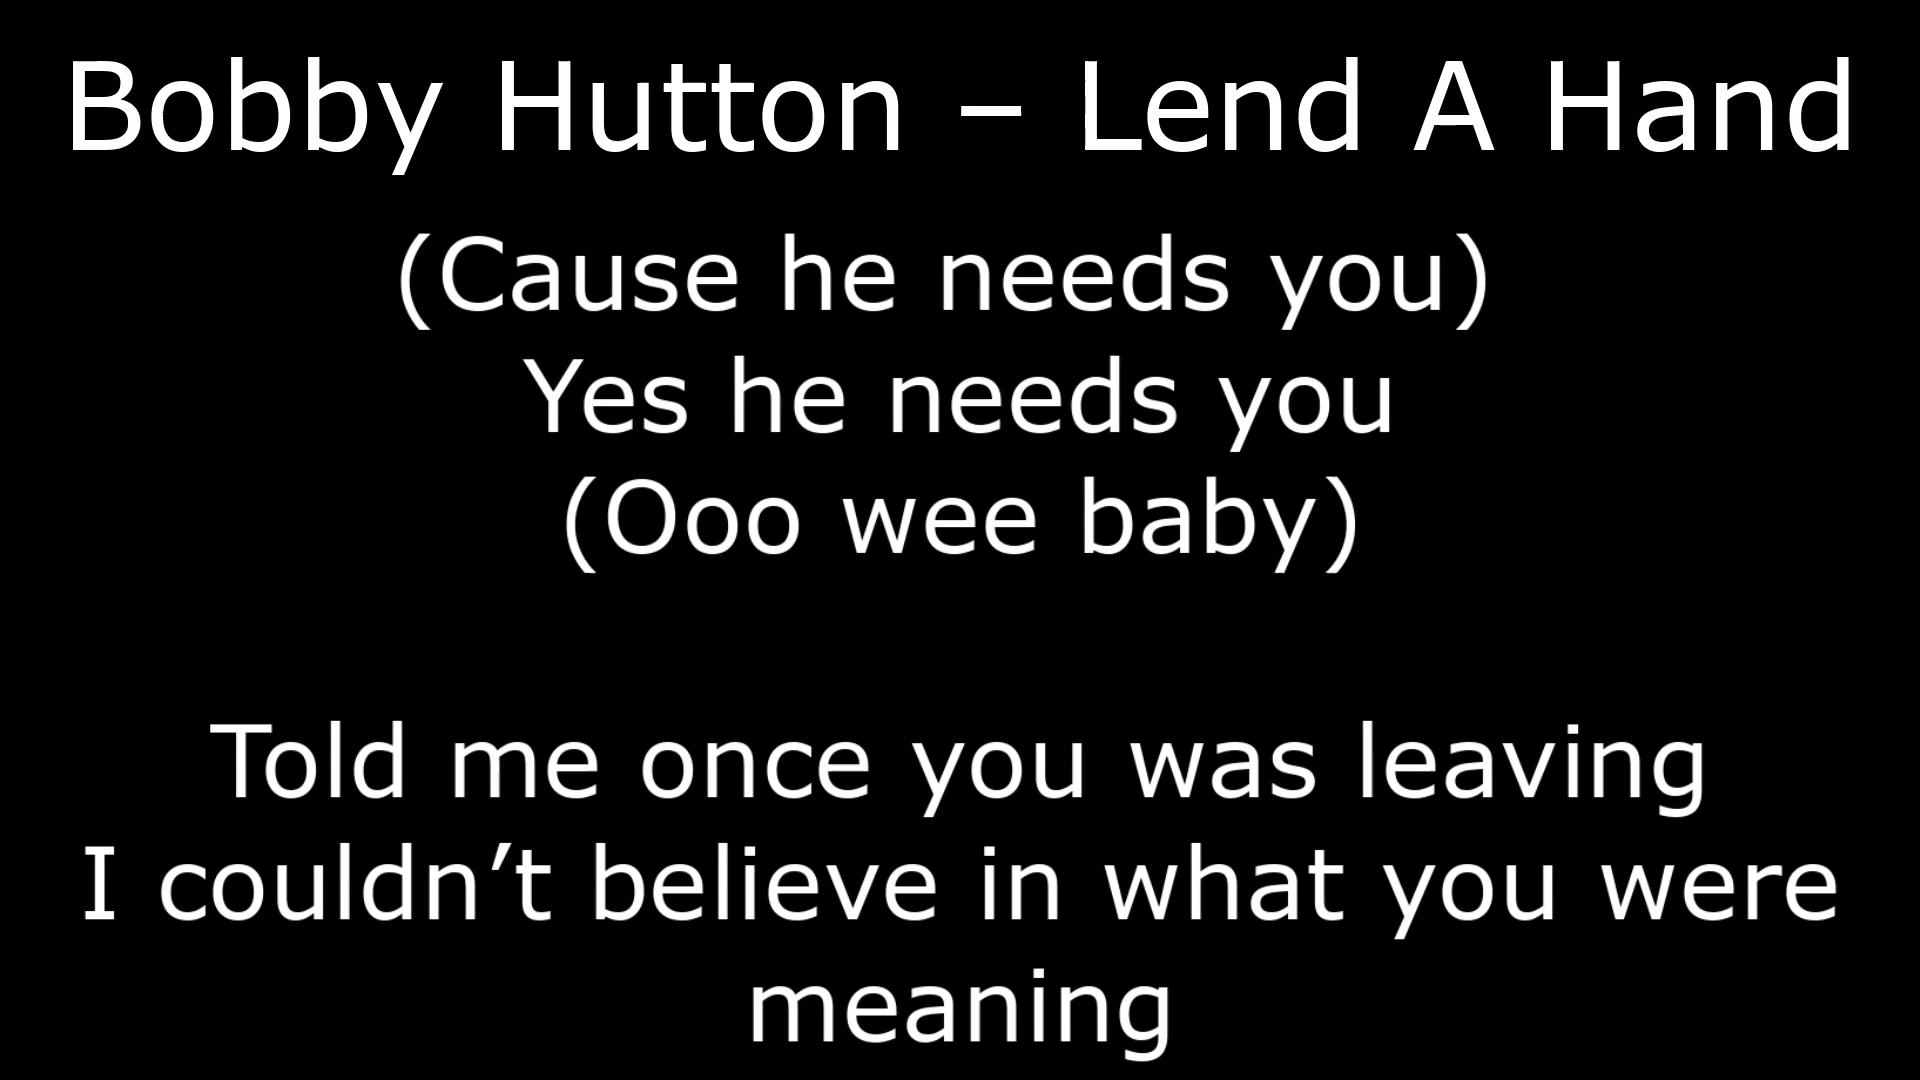 Bobby Hutton – Lend A Hand
(Cause he needs you)
Yes he needs you
(Ooo wee baby)
Told me once you was leaving
I couldn’t believe in what you were
meaning